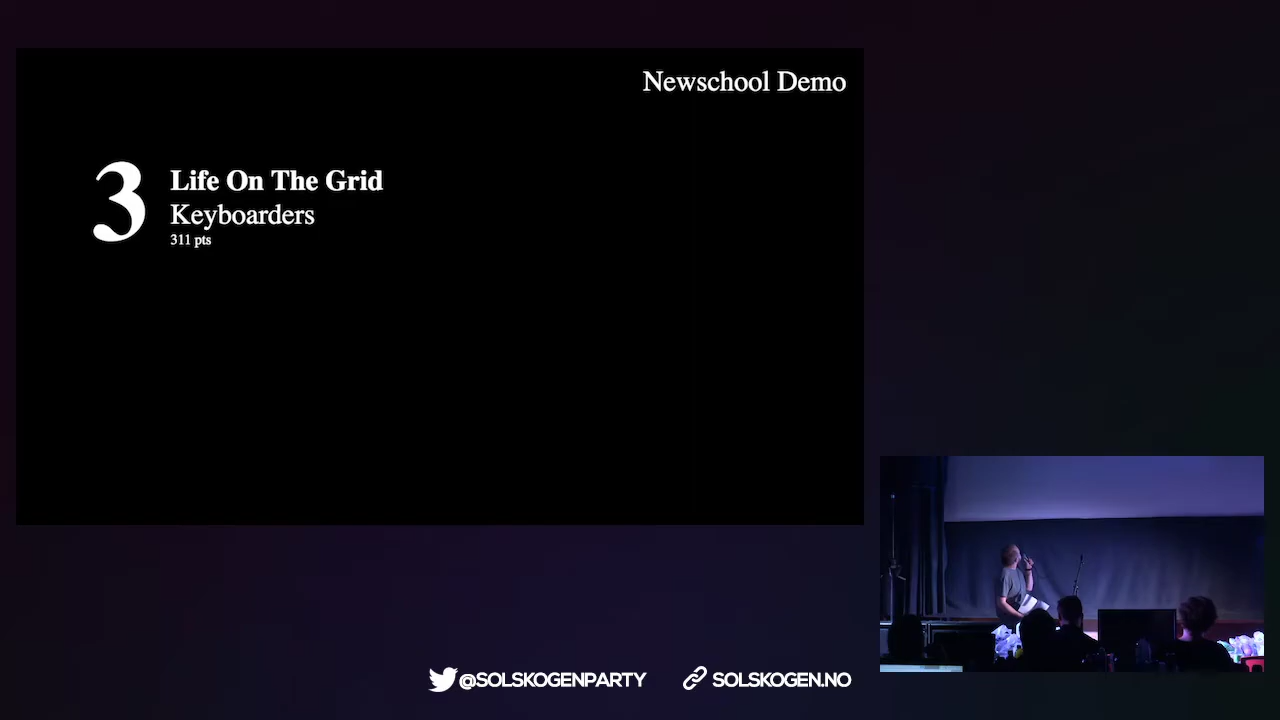 Newschool Demo
3
Life On The Grid
Keyboarders
311 pts
@SOLSKOGENPARTY
SOLSKOGEN.NO